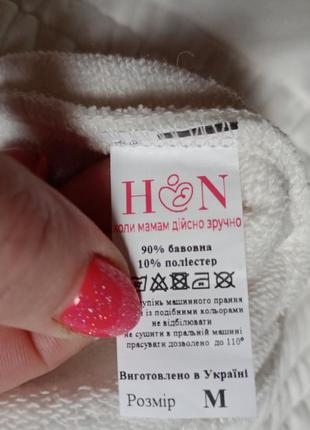 H N
коли мамам дійсно зручно
90% бавовна
10% поліестер
машинного прання
із подібними кольорами
не відбілювати
не сушити в пральній машині
прасувати дозволено до 110°
Виготовлено в Україні
Розмір M